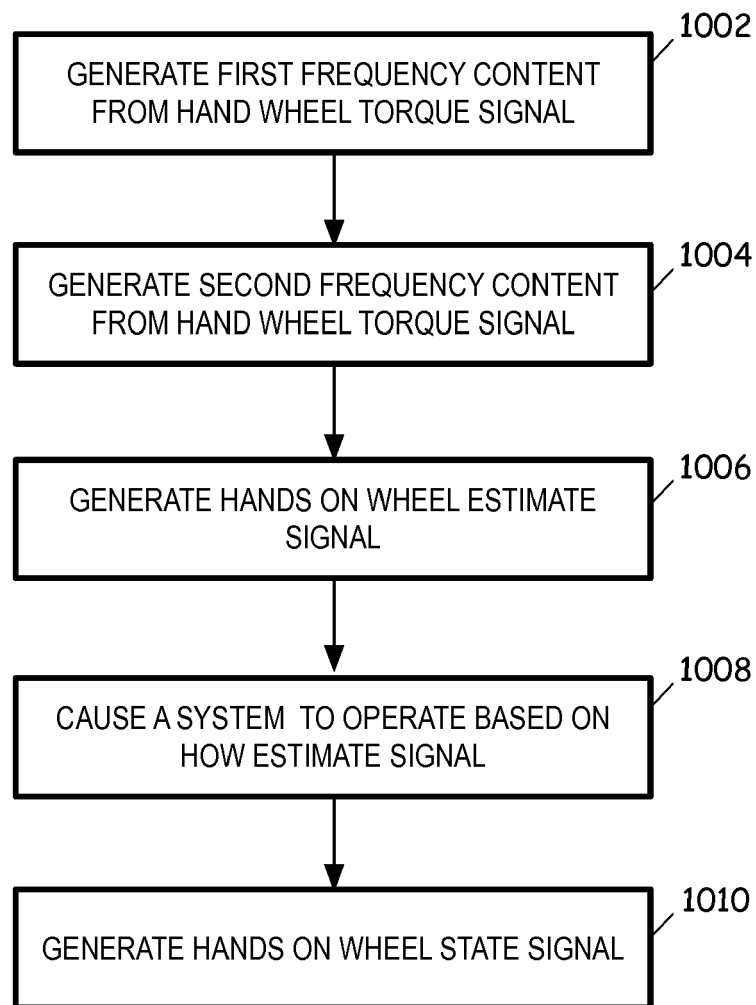 1002
GENERATE FIRST FREQUENCY CONTENT
FROM HAND WHEEL TORQUE SIGNAL
1004
GENERATE SECOND FREQUENCY CONTENT
FROM HAND WHEEL TORQUE SIGNAL
1006
GENERATE HANDS ON WHEEL ESTIMATE
SIGNAL
1008
CAUSE A SYSTEM TO OPERATE BASED ON
HOW ESTIMATE SIGNAL
1010
GENERATE HANDS ON WHEEL STATE SIGNAL